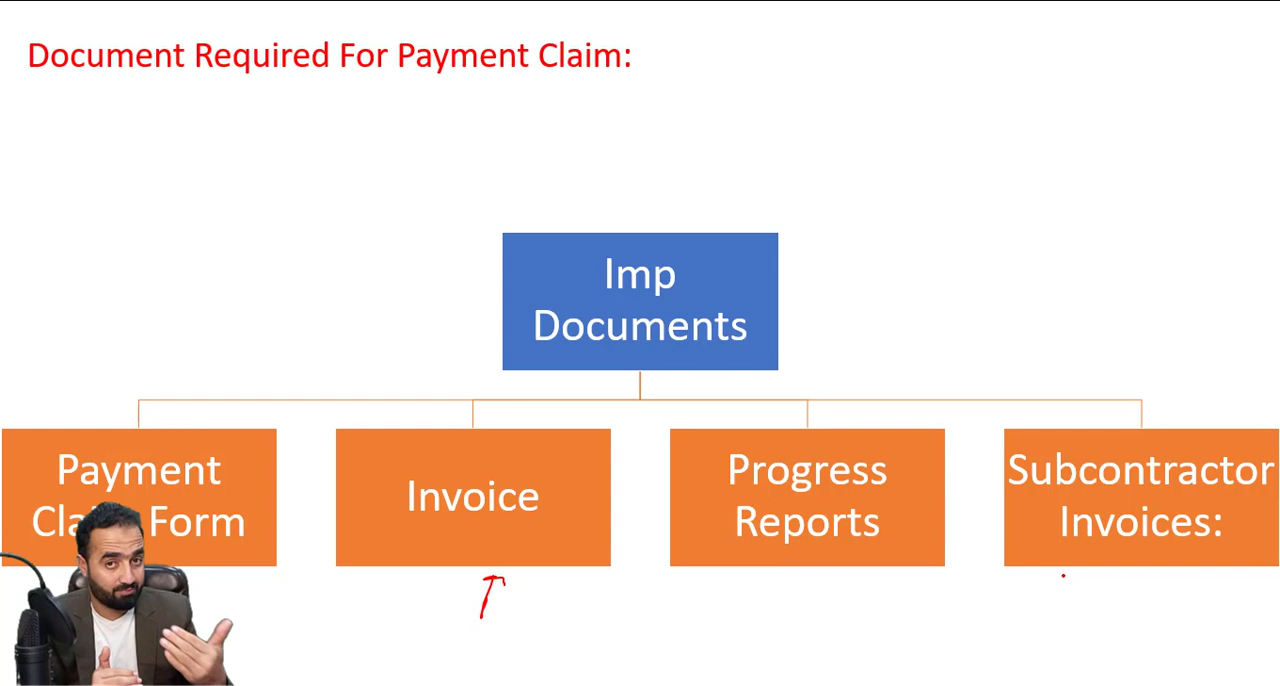 Document Required For Payment Claim:
Imp
Documents
Payment
Form
Invoice
Progress
Reports
Subcontractor
Invoices: